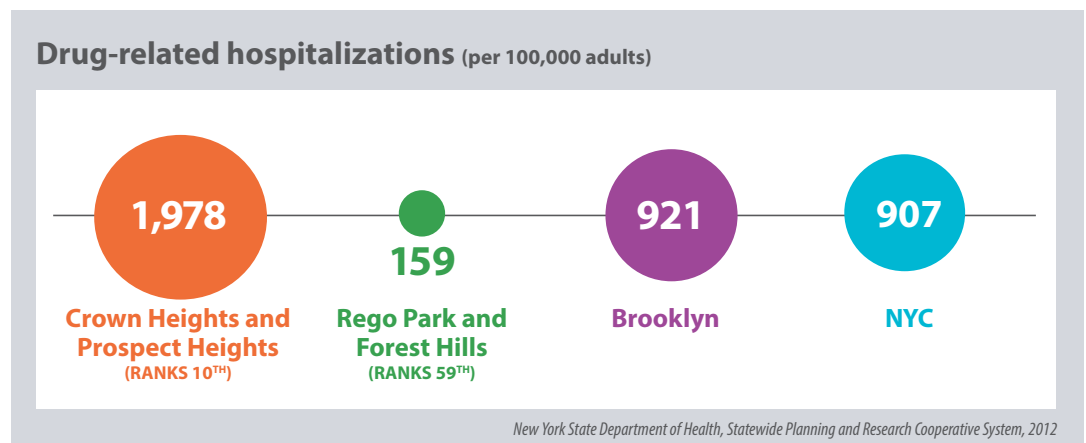 Drug-related hospitalizations (per 100,000 adults)
1,978
159
921
907
Crown Heights and
Prospect Heights
(RANKS 10TH)
Rego Park and
Forest Hills
(RANKS 59TH)
Brooklyn
NYC
New York State Department of Health, Statewide Planning and Research Cooperative System, 2012